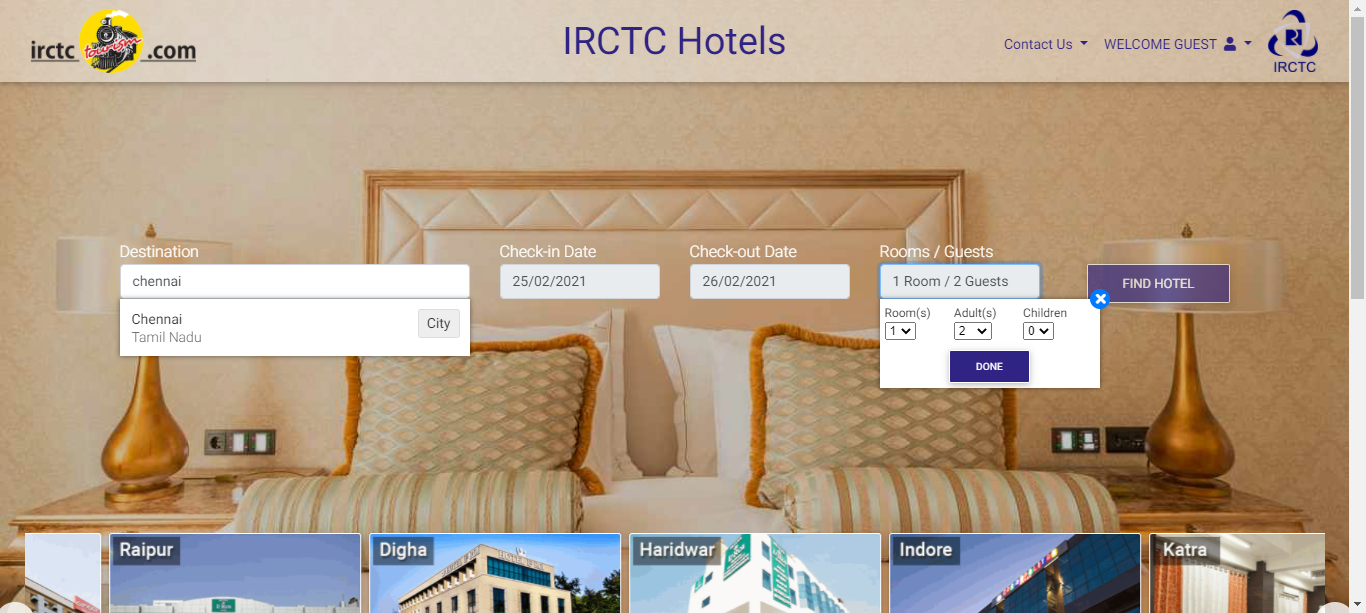 irctc tourism .com
IRCTC Hotels
Contact Us
WELCOME GUEST
IRCTC
Destination
Check-in Date
Check-out Date
Rooms / Guests
chennai
25/02/2021
26/02/2021
1 Room / 2 Guests
FIND HOTEL
Chennai
Tamil Nadu
City
Room(s)
Adult(s)
Children
1
2
0
DONE
Raipur
Digha
Haridwar
Indore
Katra